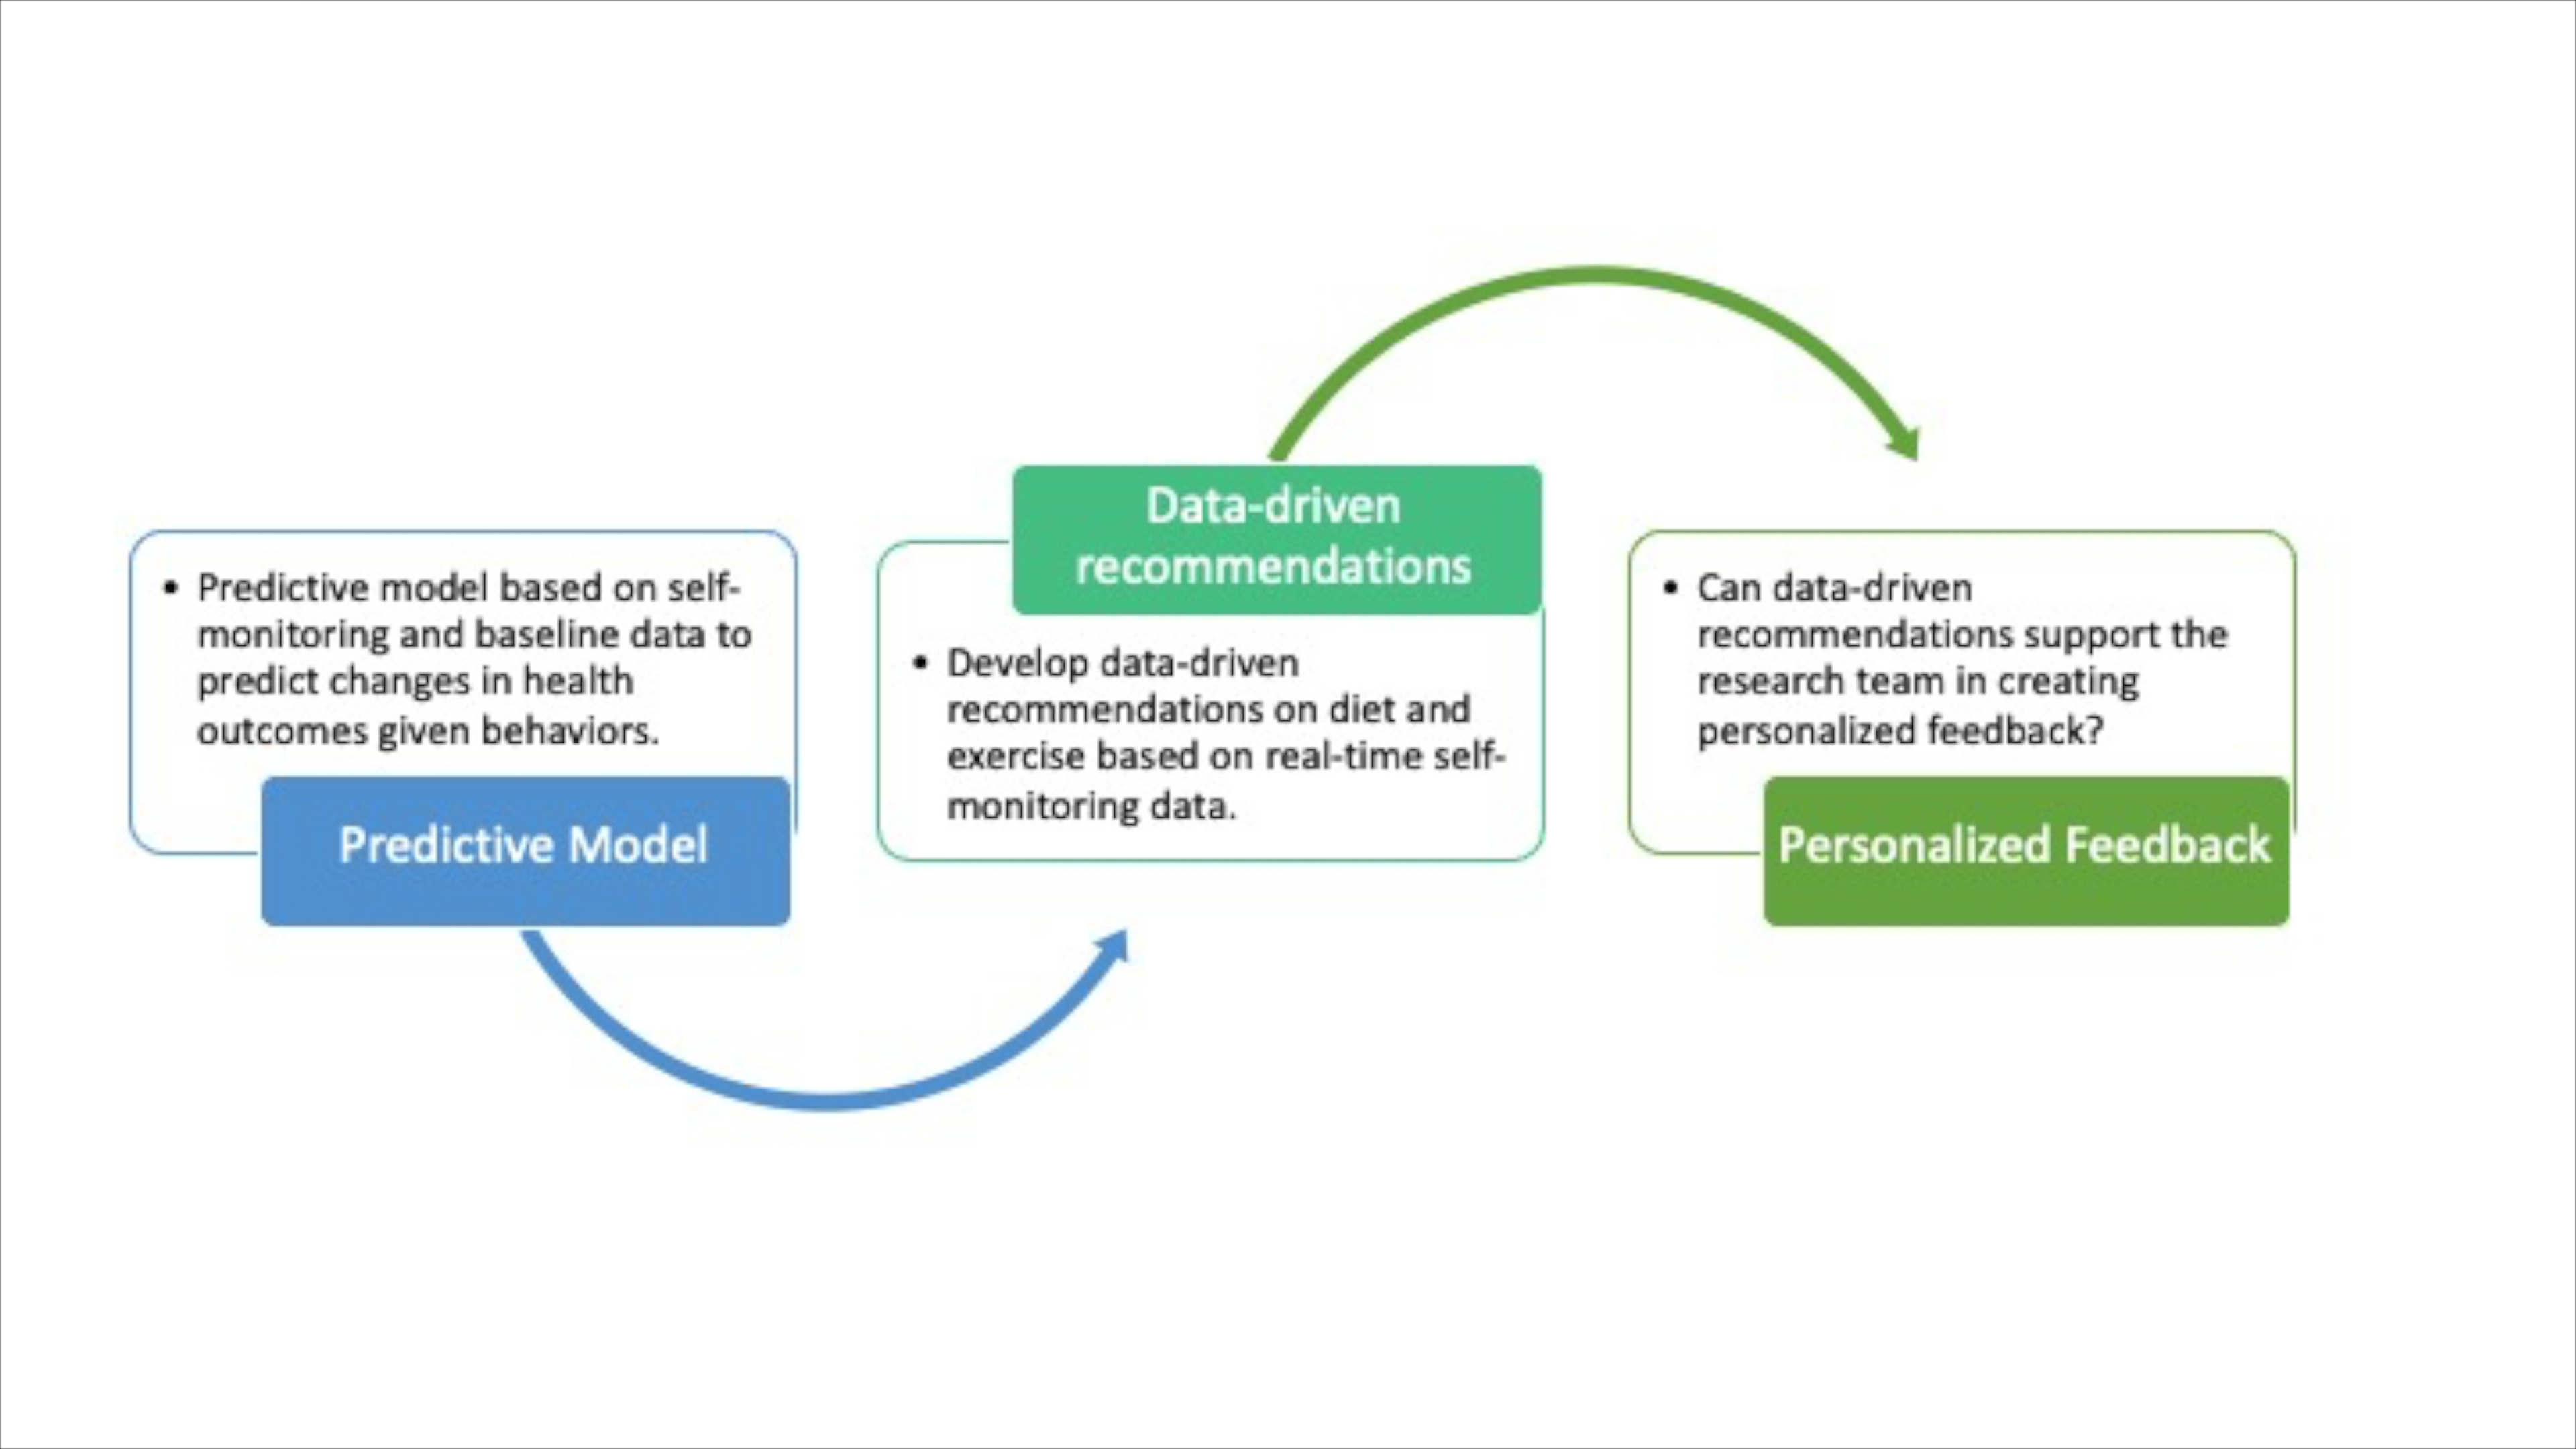 • Predictive model based on self-
monitoring and baseline data to
predict changes in health
outcomes given behaviors.
Predictive Model
Data-driven
recommendations
• Develop data-driven
recommendations on diet and
exercise based on real-time self-
monitoring data.
• Can data-driven
recommendations support the
research team in creating
personalized feedback?
Personalized Feedback